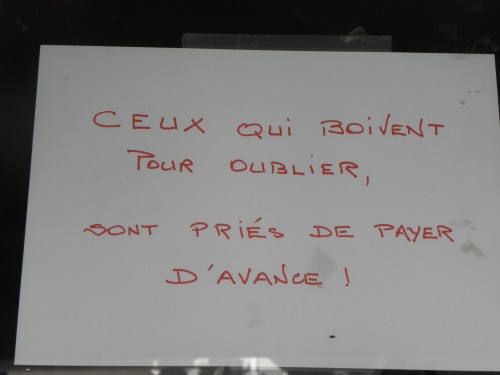 CEUX QUI BOIVENT
POUR OUBLIER,
SONT PRIÉS DE PAYER
D'AVANCE !